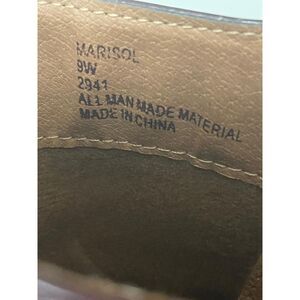 MARISOL
9W
2941
ALL MAN MADE MATERIAL
MADE IN CHINA